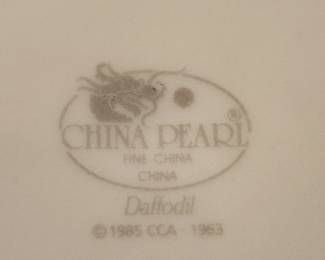 CHINA PEARL®
FINE CHINA
CHINA
Daffodil
© 1985 CCA · 1963